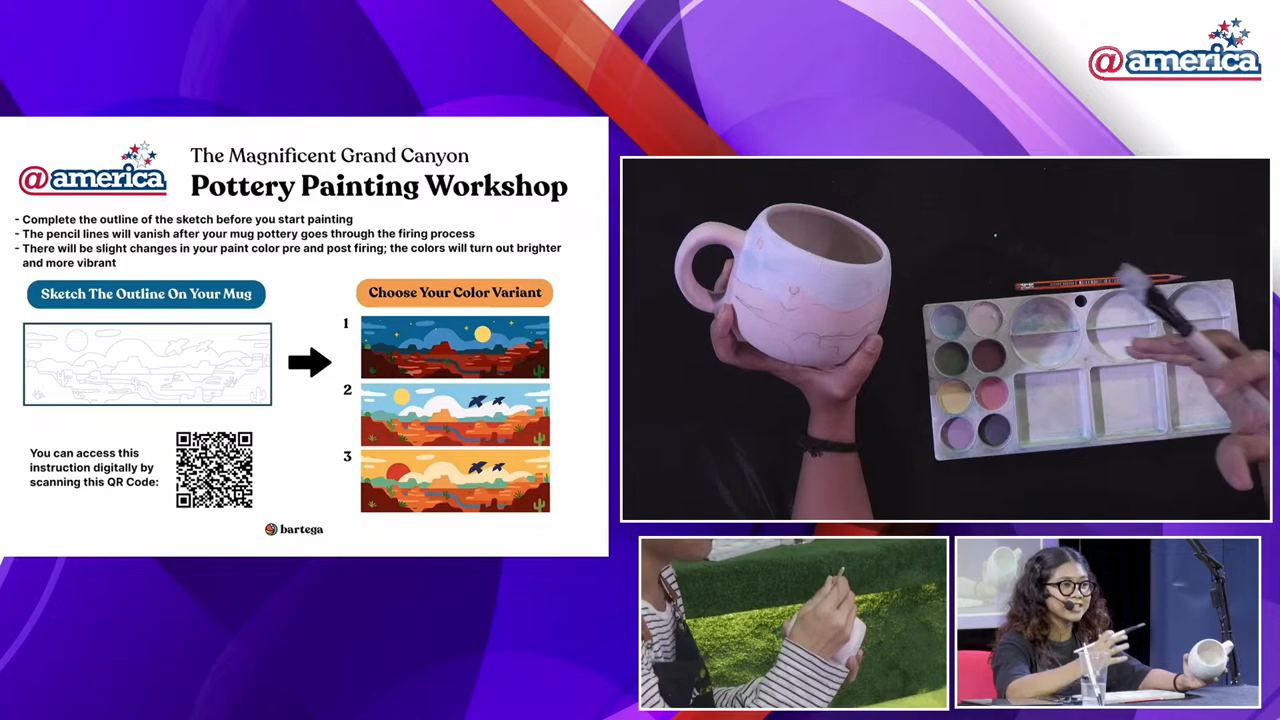 @america
@america
The Magnificent Grand Canyon
Pottery Painting Workshop
- Complete the outline of the sketch before you start painting
- The pencil lines will vanish after your mug pottery goes through the firing process
- There will be slight changes in your paint color pre and post firing; the colors will turn out brighter
and more vibrant
Sketch The Outline On Your Mug
Choose Your Color Variant
1
2
3
You can access this
instruction digitally by
scanning this QR Code:
bartega